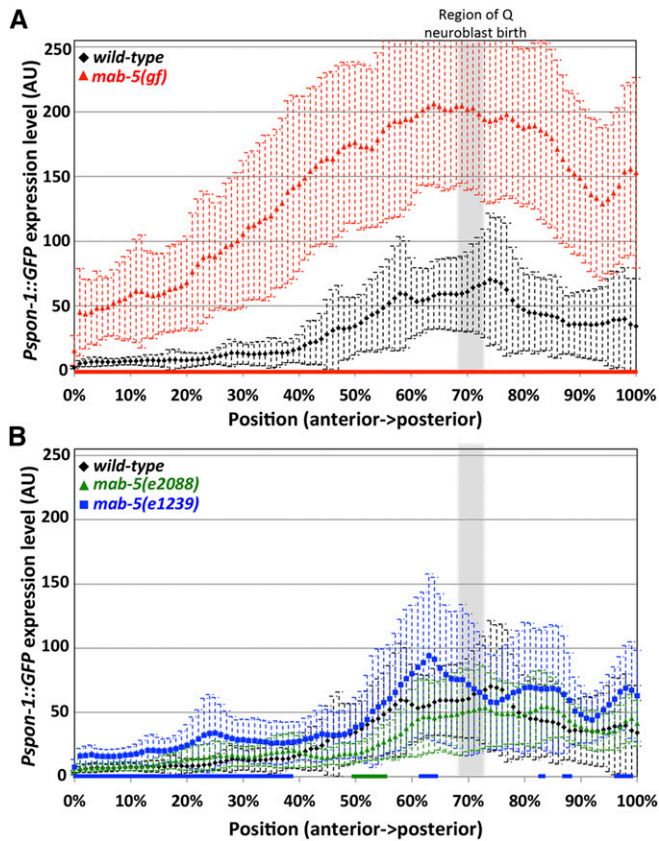 A
Region of Q
neuroblast birth
wild-type
mab-5(gf)
Pspon-1::GFP expression level (AU)
250
200
150
100
50
0
0% 10% 20% 30% 40% 50% 60% 70% 80% 90% 100%
Position (anterior->posterior)
B
wild-type
mab-5(e2088)
mab-5(e1239)
Pspon-1::GFP expression level (AU)
250
200
150
100
50
0
0% 10% 20% 30% 40% 50% 60% 70% 80% 90% 100%
Position (anterior->posterior)